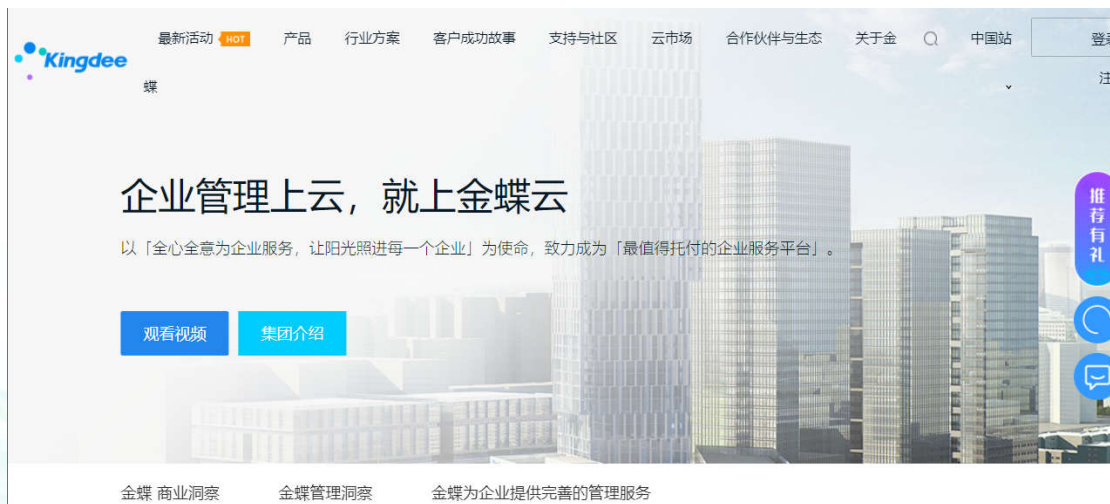 最新活动 HOT 产品 行业方案 客户成功故事 支持与社区 云市场 合作伙伴与生态 关于金 中国站 登
Kingdee
蝶 注
企业管理上云，就上金蝶云
以「全心全意为企业服务，让阳光照进每一个企业」为使命，致力成为「最值得托付的企业服务平台」。
观看视频 集团介绍
推荐有礼
金蝶 商业洞察 金蝶管理洞察 金蝶为企业提供完善的管理服务